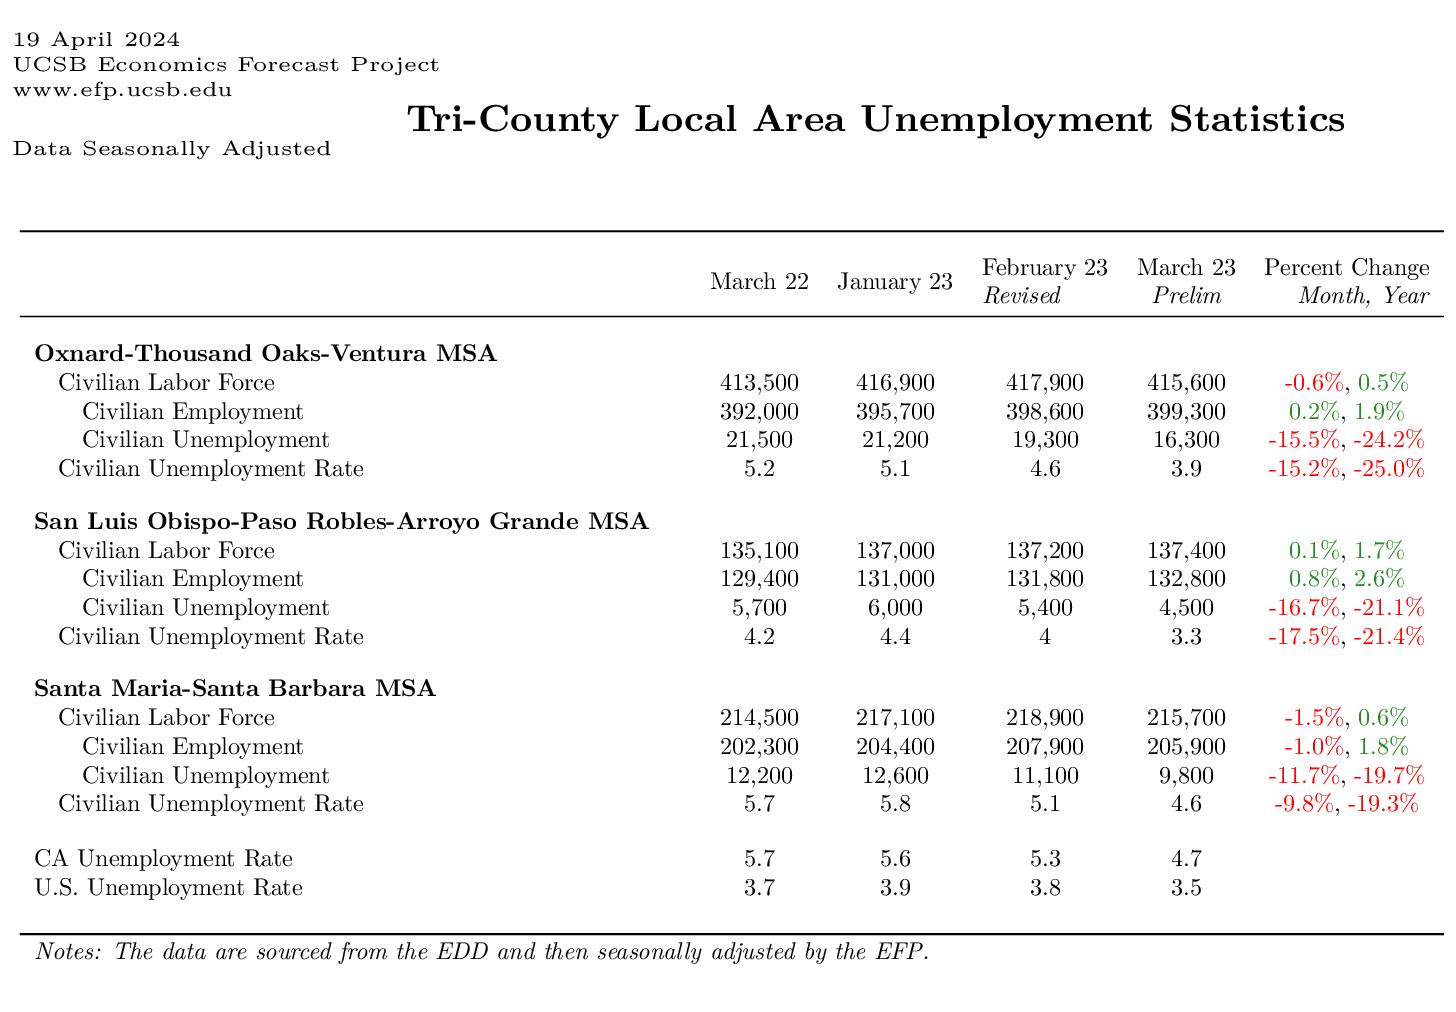 19 April 2024
UCSB Economics Forecast Project
www.efp.ucsb.edu
Tri-County Local Area Unemployment Statistics
Data Seasonally Adjusted
March 22 January 23 February 23 March 23 Percent Change
Revised Prelim Month, Year
Oxnard-Thousand Oaks-Ventura MSA
Civilian Labor Force 413,500 416,900 417,900 415,600 -0.6%, 0.5%
Civilian Employment 392,000 395,700 398,600 399,300 0.2%, 1.9%
Civilian Unemployment 21,500 21,200 19,300 16,300 -15.5%, -24.2%
Civilian Unemployment Rate 5.2 5.1 4.6 3.9 -15.2%, -25.0%
San Luis Obispo-Paso Robles-Arroyo Grande MSA
Civilian Labor Force 135,100 137,000 137,200 137,400 0.1%, 1.7%
Civilian Employment 129,400 131,000 131,800 132,800 0.8%, 2.6%
Civilian Unemployment 5,700 6,000 5,400 4,500 -16.7%, -21.1%
Civilian Unemployment Rate 4.2 4.4 4 3.3 -17.5%, -21.4%
Santa Maria-Santa Barbara MSA
Civilian Labor Force 214,500 217,100 218,900 215,700 -1.5%, 0.6%
Civilian Employment 202,300 204,400 207,900 205,900 -1.0%, 1.8%
Civilian Unemployment 12,200 12,600 11,100 9,800 -11.7%, -19.7%
Civilian Unemployment Rate 5.7 5.8 5.1 4.6 -9.8%, -19.3%
CA Unemployment Rate 5.7 5.6 5.3 4.7
U.S. Unemployment Rate 3.7 3.9 3.8 3.5
Notes: The data are sourced from the EDD and then seasonally adjusted by the EFP.